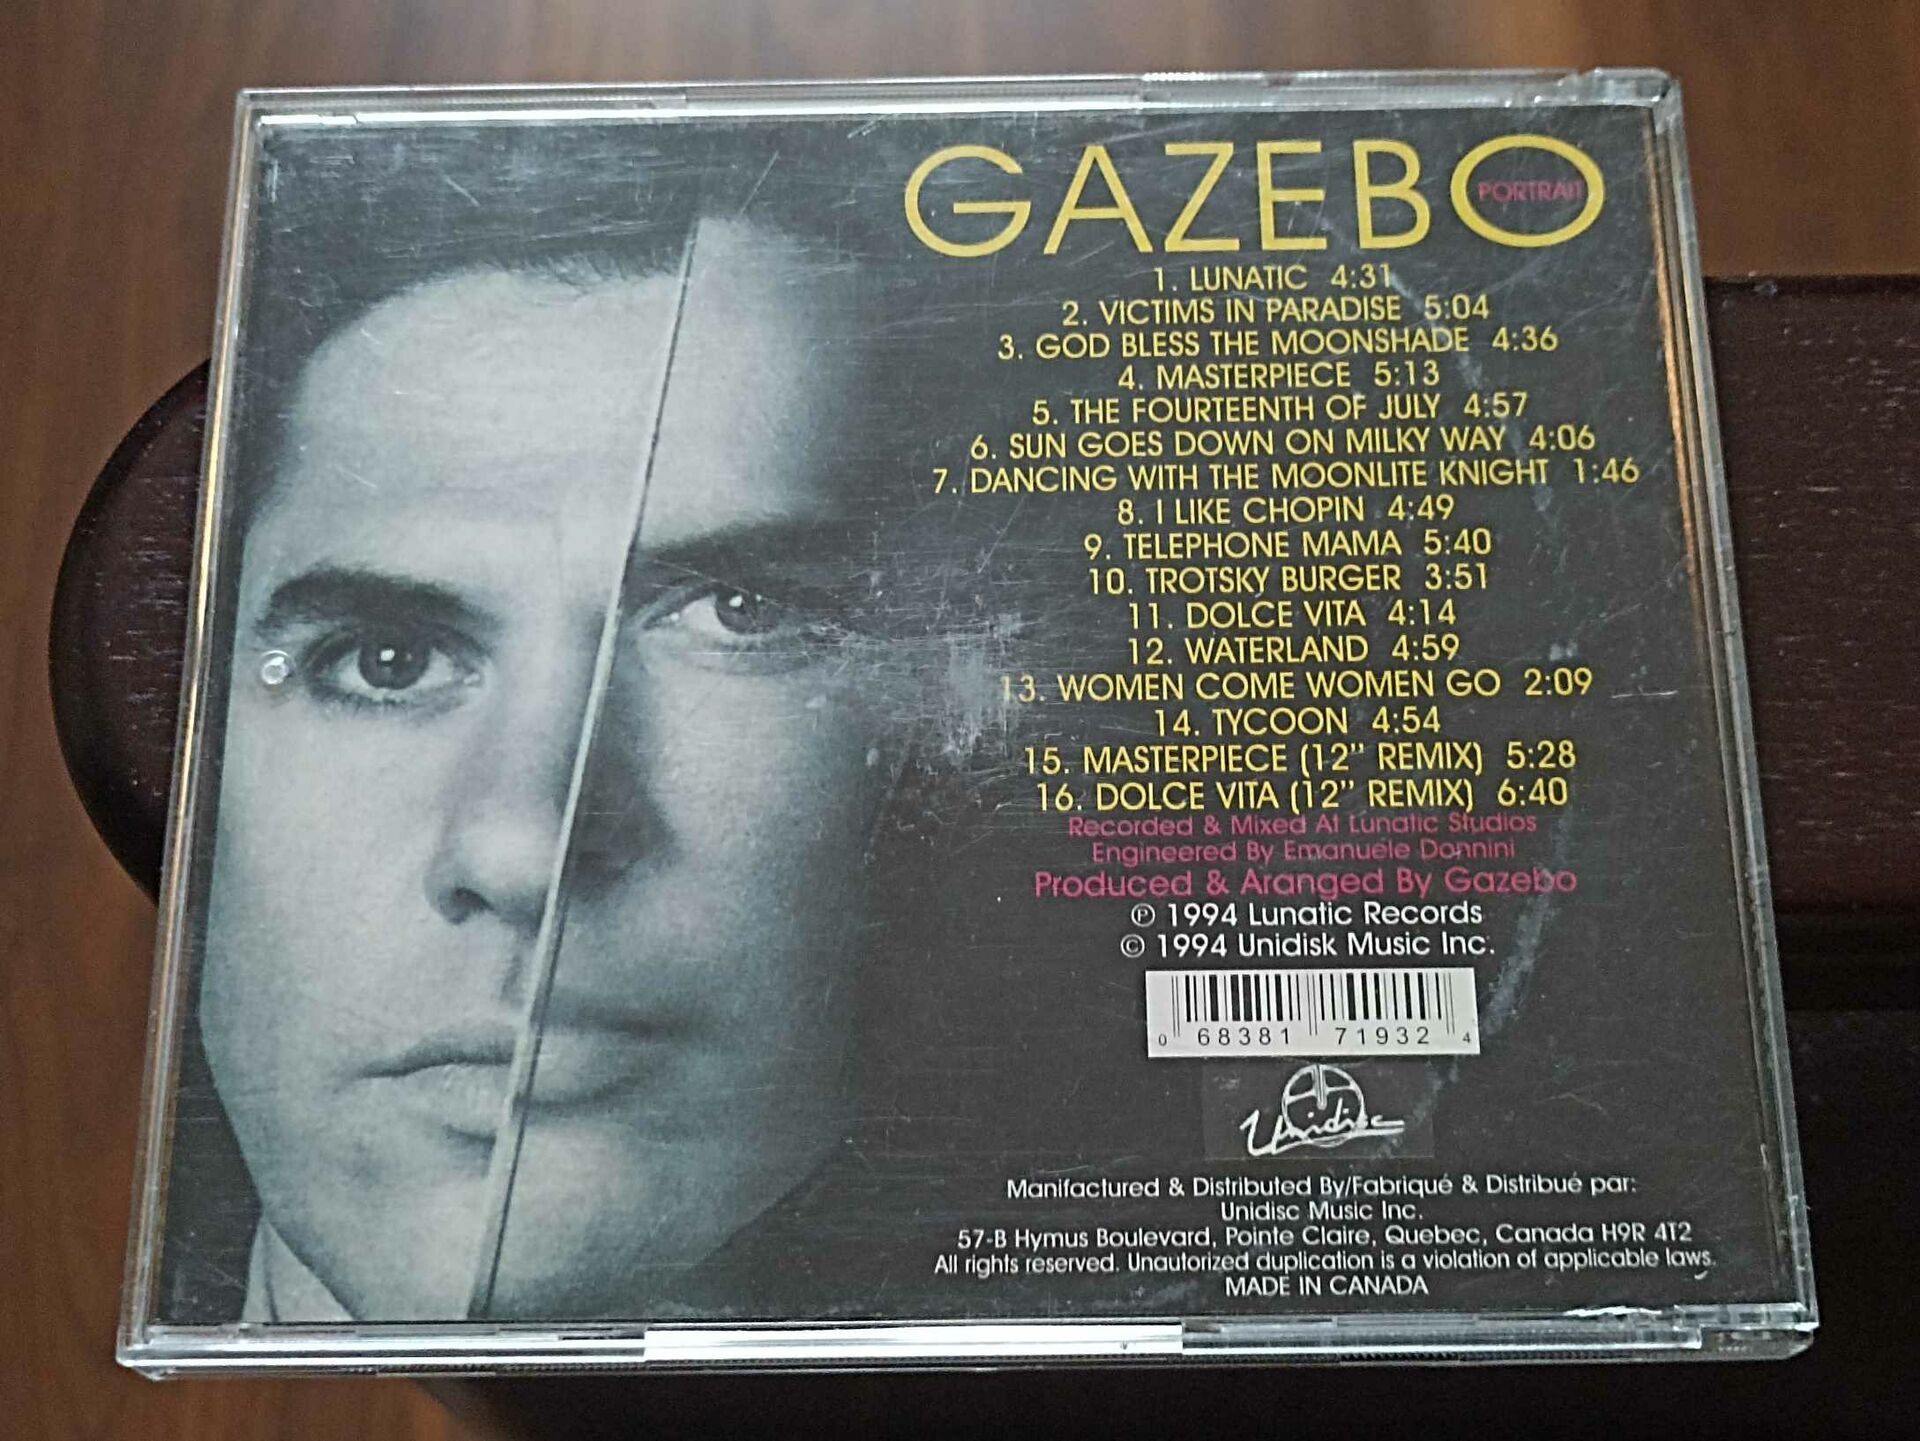 GAZEBO
PORTRAIT
1. LUNATIC 4:31
2. VICTIMS IN PARADISE 5:04
3. GOD BLESS THE MOONSHADE 4:36
4. MASTERPIECE 5:13
5. THE FOURTEENTH OF JULY 4:57
6. SUN GOES DOWN ON MILKY WAY 4:06
7. DANCING WITH THE MOONLITE KNIGHT 1:46
8. I LIKE CHOPIN 4:49
9. TELEPHONE MAMA 5:40
10. TROTSKY BURGER 3:51
11. DOLCE VITA 4:14
12. WATERLAND 4:59
13. WOMEN COME WOMEN GO 2:09
14. TYCOON 4:54
15. MASTERPIECE (12" REMIX) 5:28
16. DOLCE VITA (12" REMIX) 6:40
Recorded & Mixed At Lunatic Studios
Engineered By Emanuele Donnini
Produced & Aranged By Gazebo
℗ 1994 Lunatic Records
© 1994 Unidisk Music Inc.
0 68381 71932 4
Unidisc
Manifactured & Distributed By/Fabriqué & Distribué par:
Unidisc Music Inc.
57-B Hymus Boulevard, Pointe Claire, Quebec, Canada H9R 4T2
All rights reserved. Unautorized duplication is a violation of applicable laws.
MADE IN CANADA